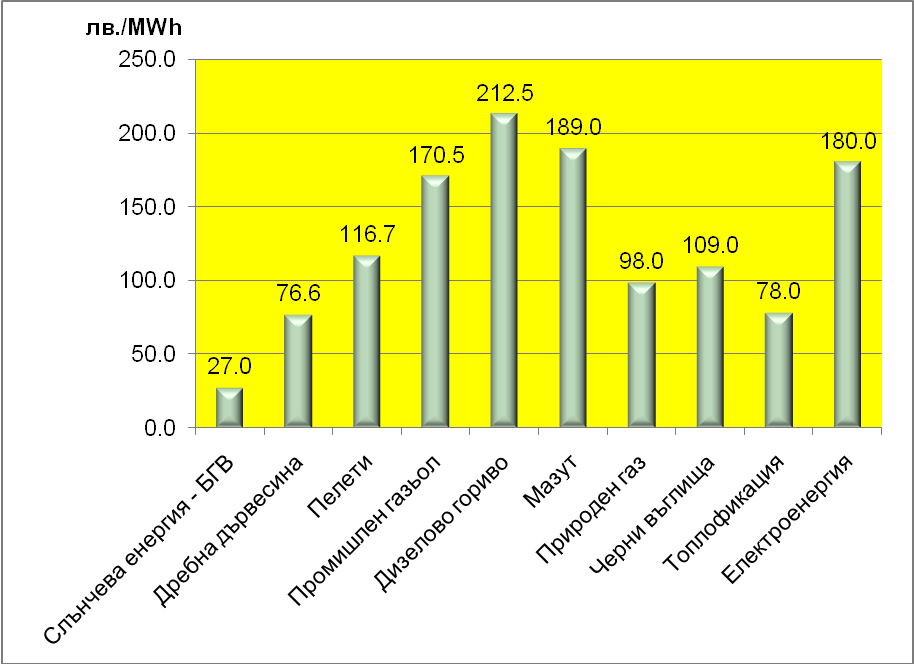 лв./MWh
250.0
200.0
150.0
100.0
50.0
0.0
27.0
76.6
116.7
170.5
212.5
189.0
98.0
109.0
78.0
180.0
Слънчева енергия - БГВ
Дребна дървесина
Пелети
Промишлен газьол
Дизелово гориво
Мазут
Природен газ
Черни въглища
Топлофикация
Електроенергия